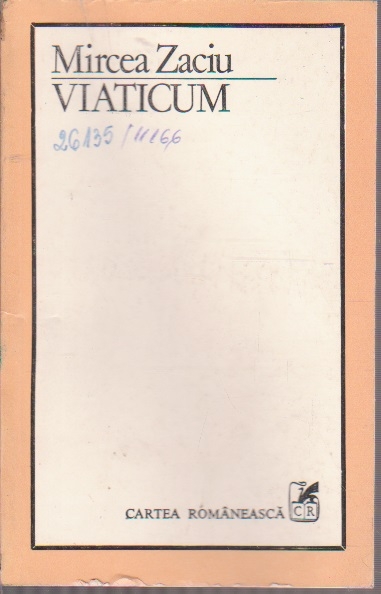 Mircea Zaciu
VIATICUM
26135/11166
CARTEA ROMÂNEASCĂ
CR